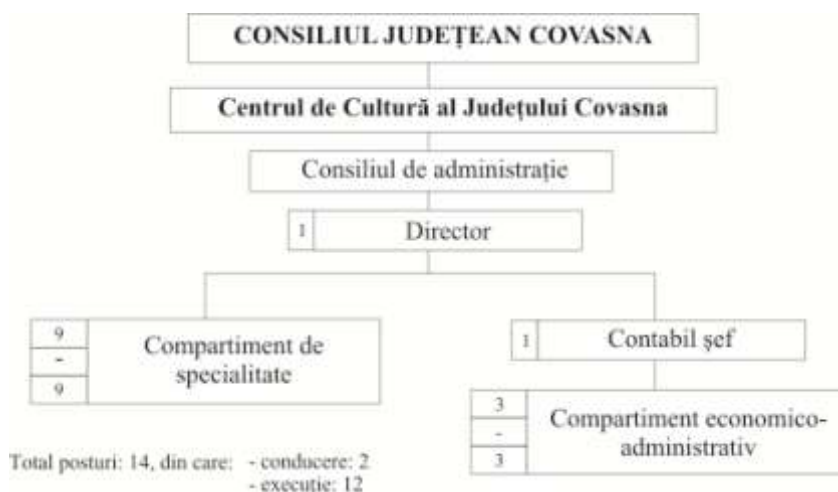 CONSILIUL JUDEȚEAN COVASNA
Centrul de Cultură al Județului Covasna
Consiliul de administrație
1
Director
9
-
9
Compartiment de
specialitate
1
Contabil șef
3
-
3
Compartiment economico-
administrativ
Total posturi: 14, din care: - conducere: 2
- execuție: 12